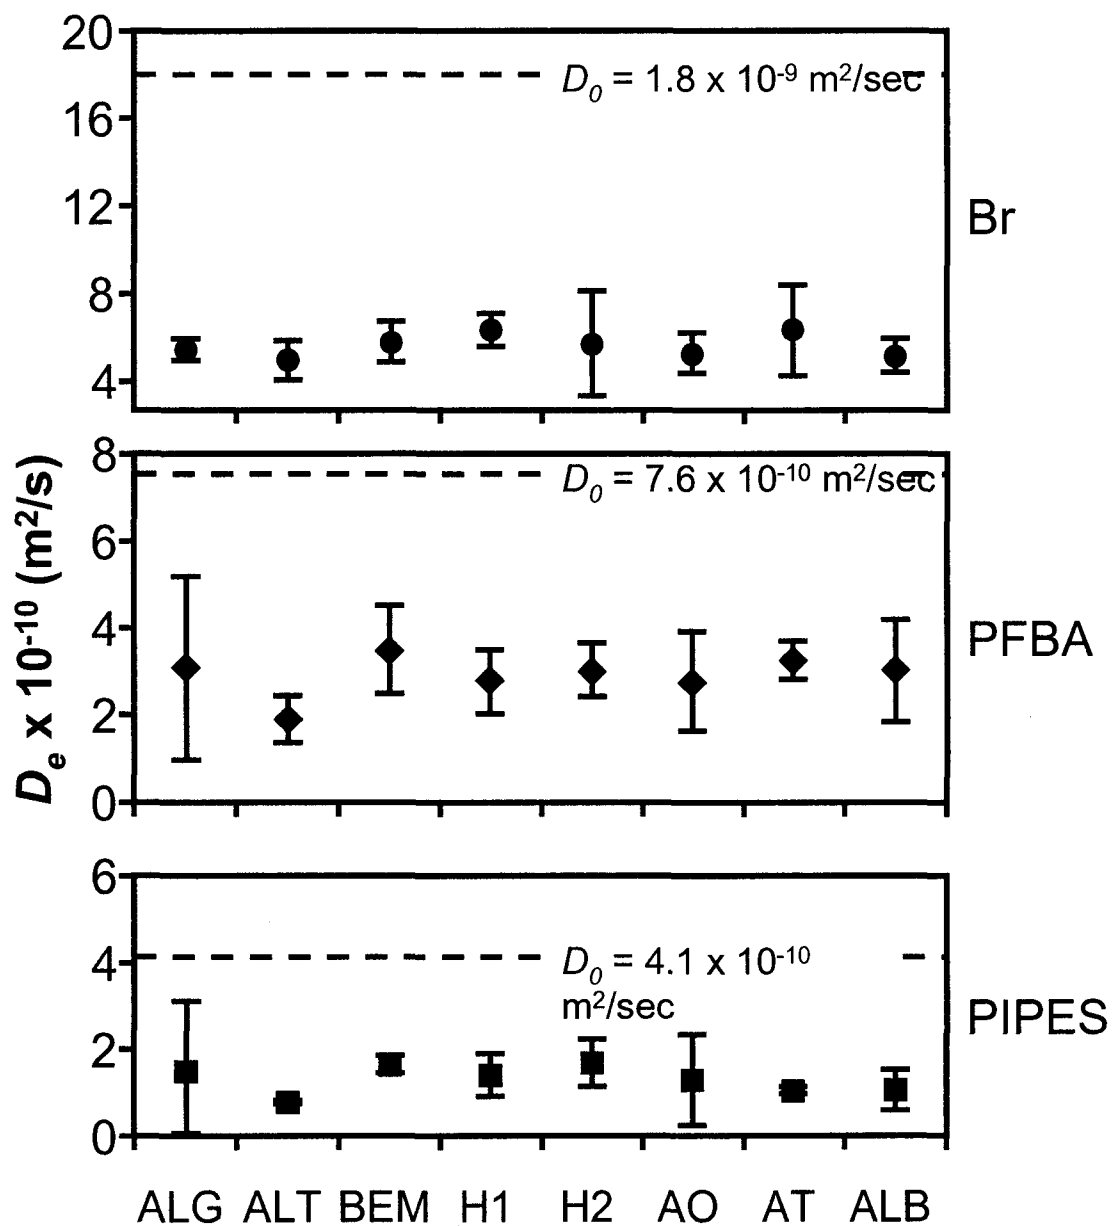 20
D₀ = 1.8 x 10⁻⁹ m²/sec
16
12
Br
8
4
8
D₀ = 7.6 x 10⁻¹⁰ m²/sec
6
4
PFBA
2
0
Dₑ x 10⁻¹⁰ (m²/s)
6
4
D₀ = 4.1 x 10⁻¹⁰
m²/sec
PIPES
2
0
ALG ALT BEM H1 H2 AO AT ALB